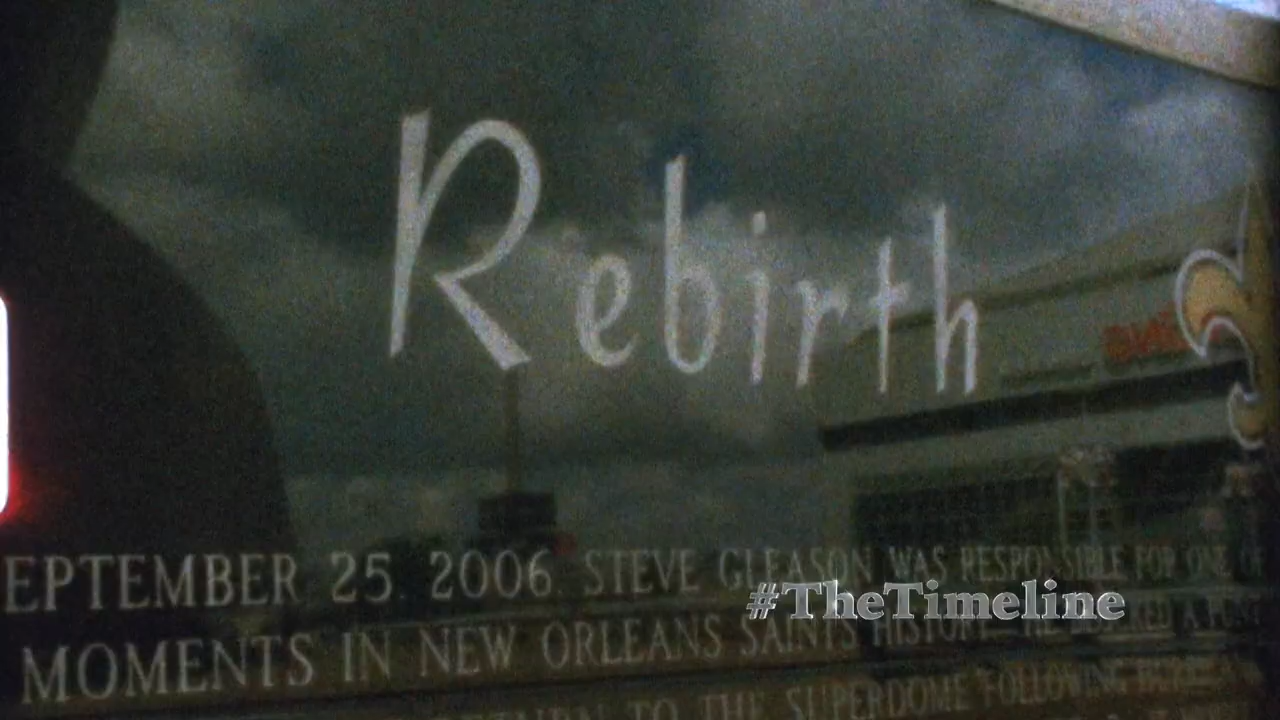 Rebirth
EPTEMBER 25, 2006, STEVE GLEASON WAS RESPONSIBLE FOR ONE OF
#TheTimeline
MOMENTS IN NEW ORLEANS SAINTS HISTORY
TO THE SUPERDOME FOLLOWING